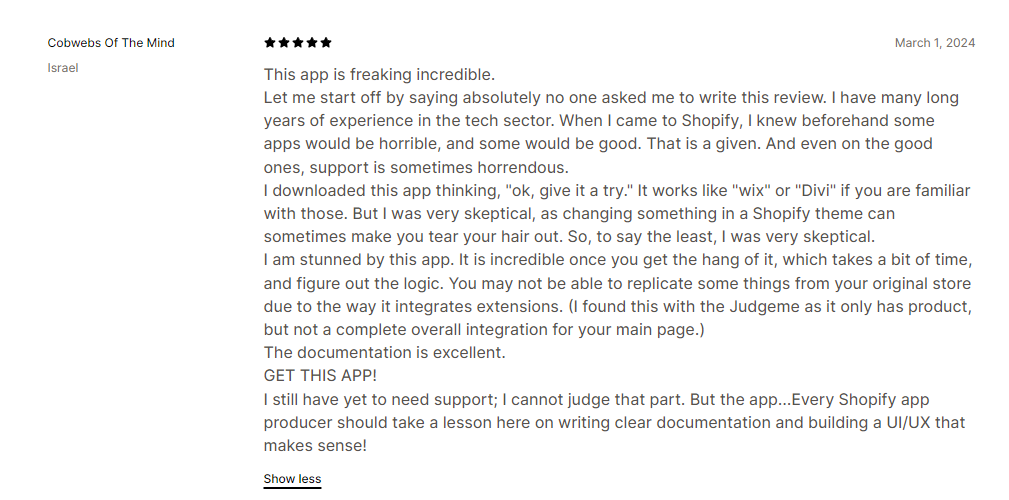 Cobwebs Of The Mind
March 1, 2024
Israel
This app is freaking incredible.
Let me start off by saying absolutely no one asked me to write this review. I have many long
years of experience in the tech sector. When I came to Shopify, I knew beforehand some
apps would be horrible, and some would be good. That is a given. And even on the good
ones, support is sometimes horrendous.
I downloaded this app thinking, "ok, give it a try." It works like "wix" or "Divi" if you are familiar
with those. But I was very skeptical, as changing something in a Shopify theme can
sometimes make you tear your hair out. So, to say the least, I was very skeptical.
I am stunned by this app. It is incredible once you get the hang of it, which takes a bit of time,
and figure out the logic. You may not be able to replicate some things from your original store
due to the way it integrates extensions. (I found this with the Judgeme as it only has product,
but not a complete overall integration for your main page.)
The documentation is excellent.
GET THIS APP!
I still have yet to need support; I cannot judge that part. But the app...Every Shopify app
producer should take a lesson here on writing clear documentation and building a UI/UX that
makes sense!
Show less